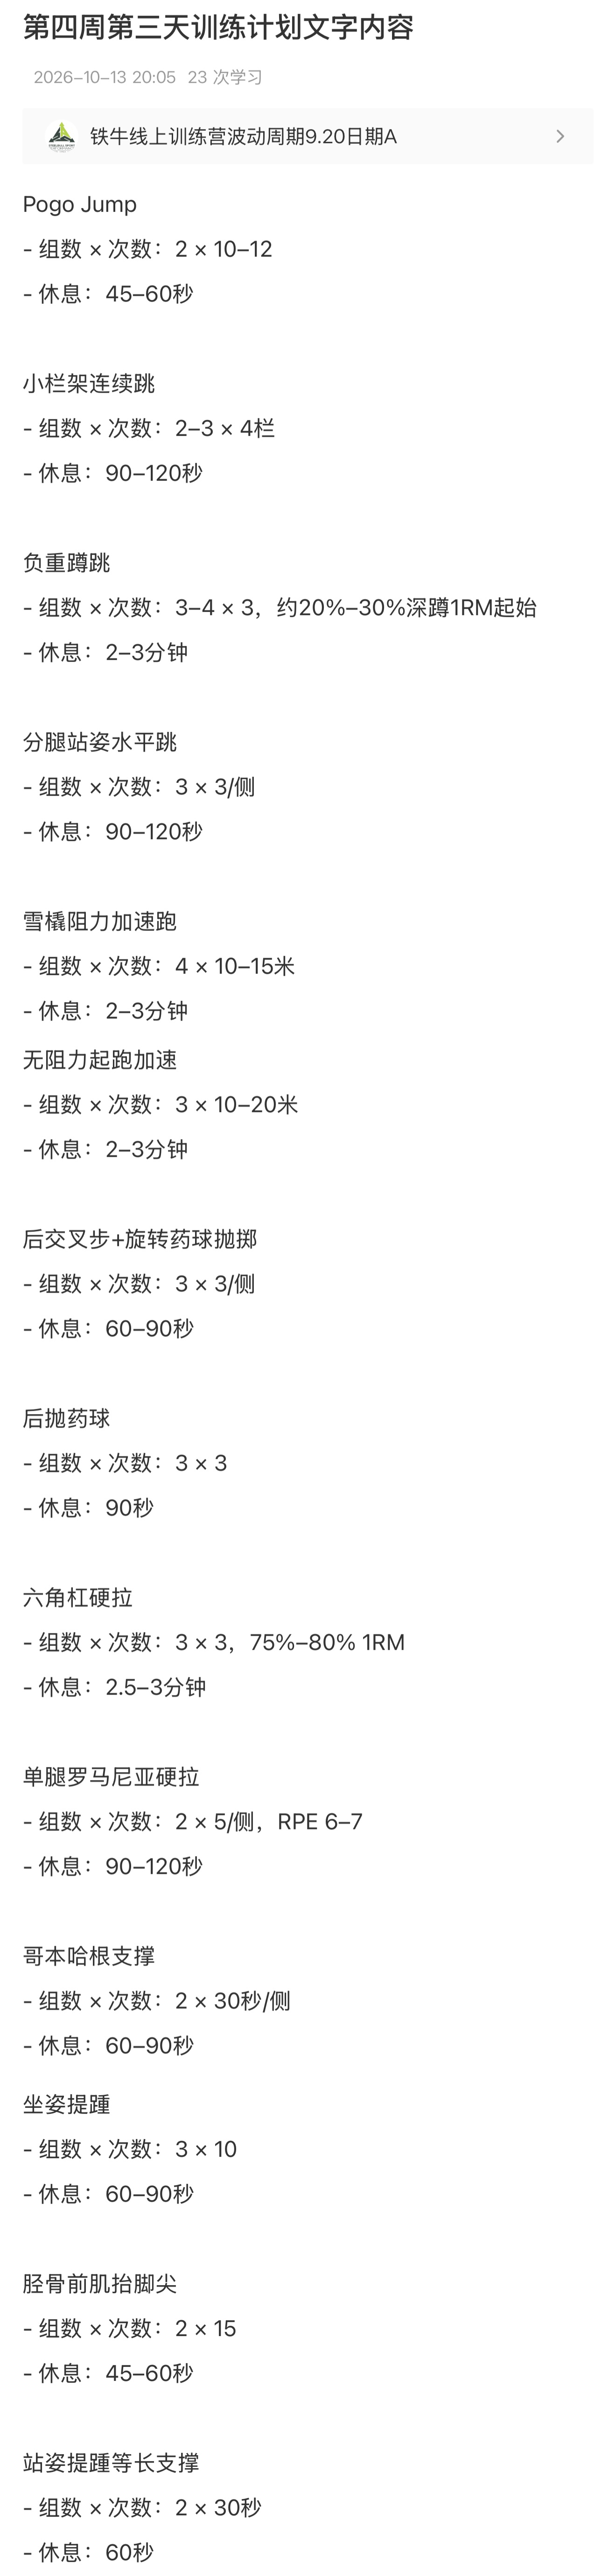 第四周第三天训练计划文字内容
2026-10-13 20:05 23 次学习
铁牛线上训练营波动周期9.20日期A
Pogo Jump
- 组数 × 次数：2 × 10–12
- 休息：45–60秒
小栏架连续跳
- 组数 × 次数：2–3 × 4栏
- 休息：90–120秒
负重蹲跳
- 组数 × 次数：3–4 × 3，约20%–30%深蹲1RM起始
- 休息：2–3分钟
分腿站姿水平跳
- 组数 × 次数：3 × 3/侧
- 休息：90–120秒
雪橇阻力加速跑
- 组数 × 次数：4 × 10–15米
- 休息：2–3分钟
无阻力起跑加速
- 组数 × 次数：3 × 10–20米
- 休息：2–3分钟
后交叉步+旋转药球抛掷
- 组数 × 次数：3 × 3/侧
- 休息：60–90秒
后抛药球
- 组数 × 次数：3 × 3
- 休息：90秒
六角杠硬拉
- 组数 × 次数：3 × 3，75%–80% 1RM
- 休息：2.5–3分钟
单腿罗马尼亚硬拉
- 组数 × 次数：2 × 5/侧，RPE 6–7
- 休息：90–120秒
哥本哈根支撑
- 组数 × 次数：2 × 30秒/侧
- 休息：60–90秒
坐姿提踵
- 组数 × 次数：3 × 10
- 休息：60–90秒
胫骨前肌抬脚尖
- 组数 × 次数：2 × 15
- 休息：45–60秒
站姿提踵等长支撑
- 组数 × 次数：2 × 30秒
- 休息：60秒